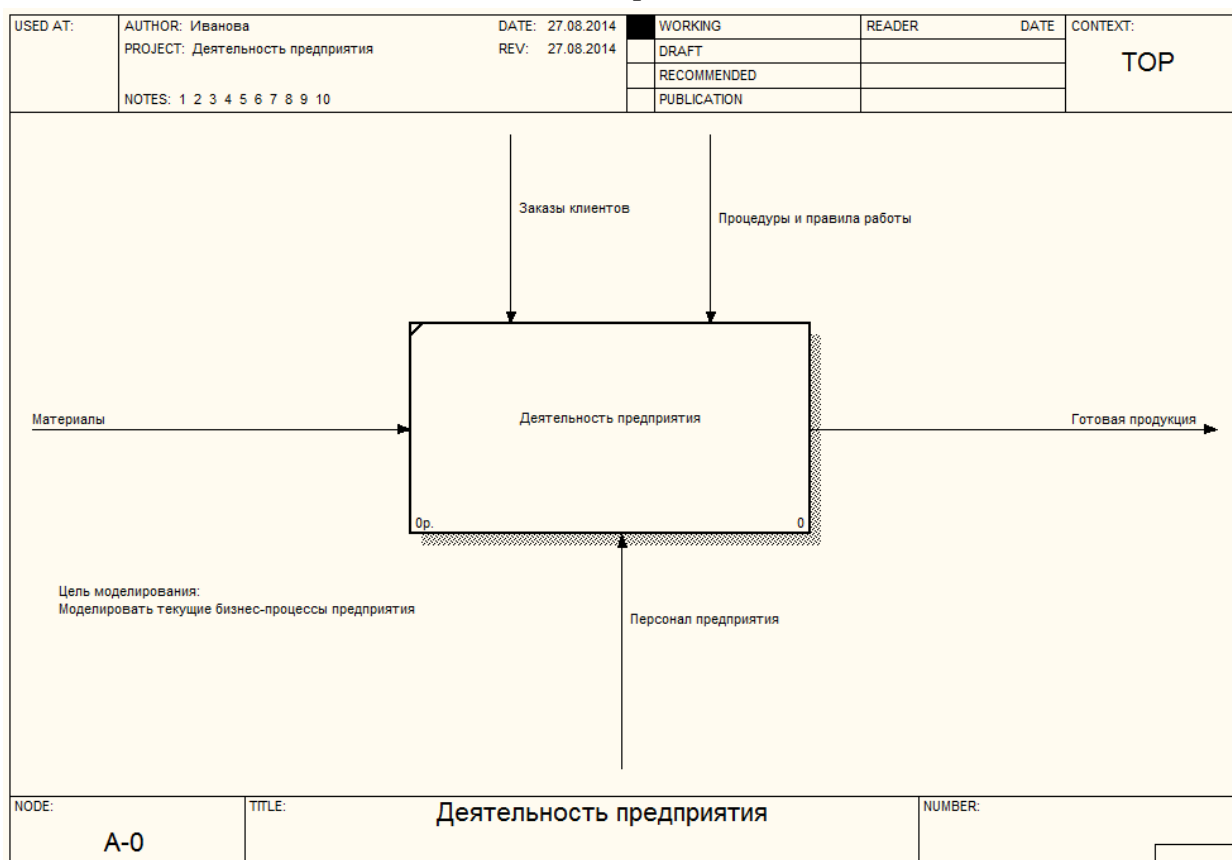 USED AT:
AUTHOR: Иванова
DATE: 27.08.2014
WORKING
READER
DATE
CONTEXT:
PROJECT: Деятельность предприятия
REV: 27.08.2014
DRAFT
TOP
RECOMMENDED
NOTES: 1 2 3 4 5 6 7 8 9 10
PUBLICATION
Заказы клиентов
Процедуры и правила работы
Материалы
Деятельность предприятия
Готовая продукция
0р.
0
Цель моделирования:
Моделировать текущие бизнес-процессы предприятия
Персонал предприятия
NODE:
TITLE:
Деятельность предприятия
NUMBER:
A-0